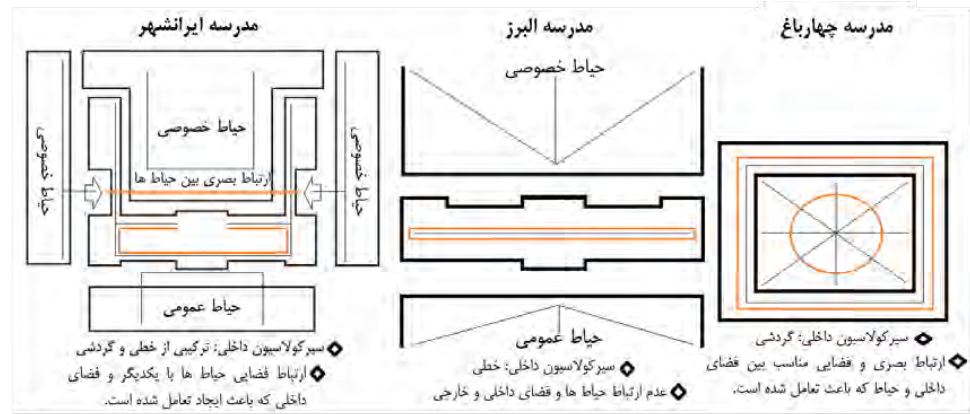 مدرسه چهارباغ
سیرکولاسیون داخلی: گردشی
ارتباط بصری و فضایی مناسب بین فضای
داخلی و حیاط که باعث تعامل شده است.
مدرسه البرز
حیاط خصوصی
حیاط عمومی
سیرکولاسیون داخلی: خطی
عدم ارتباط حیاط ها و فضای داخلی و خارجی
مدرسه ایرانشهر
حیاط خصوصی
حیاط خصوصی
ارتباط بصری بین حیاط ها
حیاط خصوصی
حیاط عمومی
سیرکولاسیون داخلی: ترکیبی از خطی و گردشی
ارتباط فضایی حیاط ها با یکدیگر و فضای
داخلی که باعث ایجاد تعامل شده است.